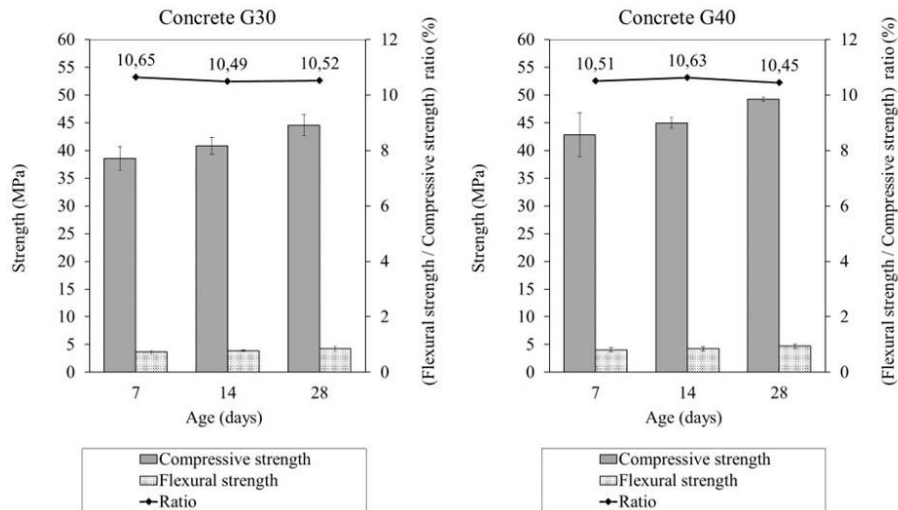 Concrete G30
60
55
50
45
40
35
30
25
20
15
10
5
0
Strength (MPa)
10,65 10,49 10,52
12
10
8
6
4
2
0
(Flexural strength / Compressive strength) ratio (%)
7 14 28
Age (days)
Compressive strength
Flexural strength
Ratio
Concrete G40
60
55
50
45
40
35
30
25
20
15
10
5
0
Strength (MPa)
10,51 10,63 10,45
12
10
8
6
4
2
0
(Flexural strength / Compressive strength) ratio (%)
7 14 28
Age (days)
Compressive strength
Flexural strength
Ratio